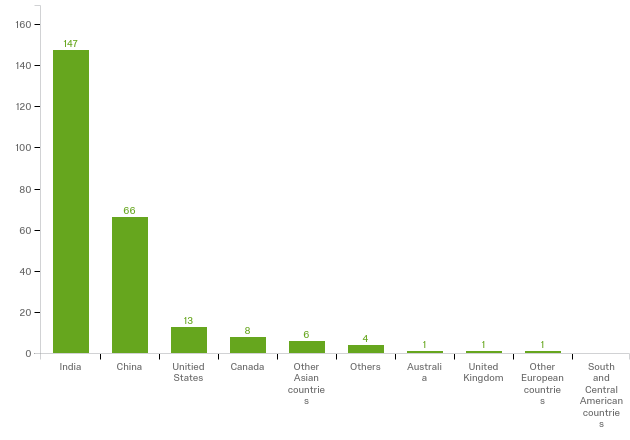 160
140
120
100
80
60
40
20
0
147
66
13
8
6
4
1
1
1
India
China
Unitied
States
Canada
Other
Asian
countrie
s
Others
Australi
a
United
Kingdom
Other
European
countrie
s
South
and
Central
American
countrie
s